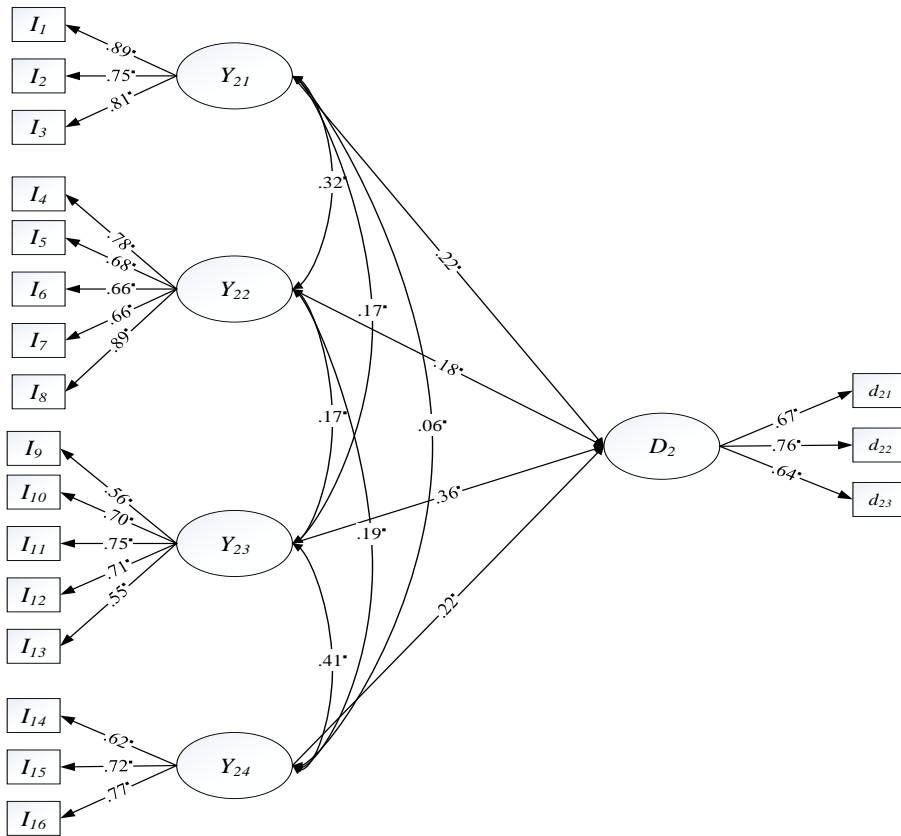 I1
.89*
I2
.75*
I3
.81*
Y21
I4
.78*
I5
.68*
I6
.66*
I7
.66*
I8
.89*
Y22
I9
.56*
I10
.70*
I11
.75*
I12
.71*
I13
.55*
Y23
I14
.62*
I15
.72*
I16
.77*
Y24
.32*
.17*
.06*
.17*
.19*
.41*
.22*
.18*
.36*
.22*
D2
.67*
d21
.76*
d22
.64*
d23